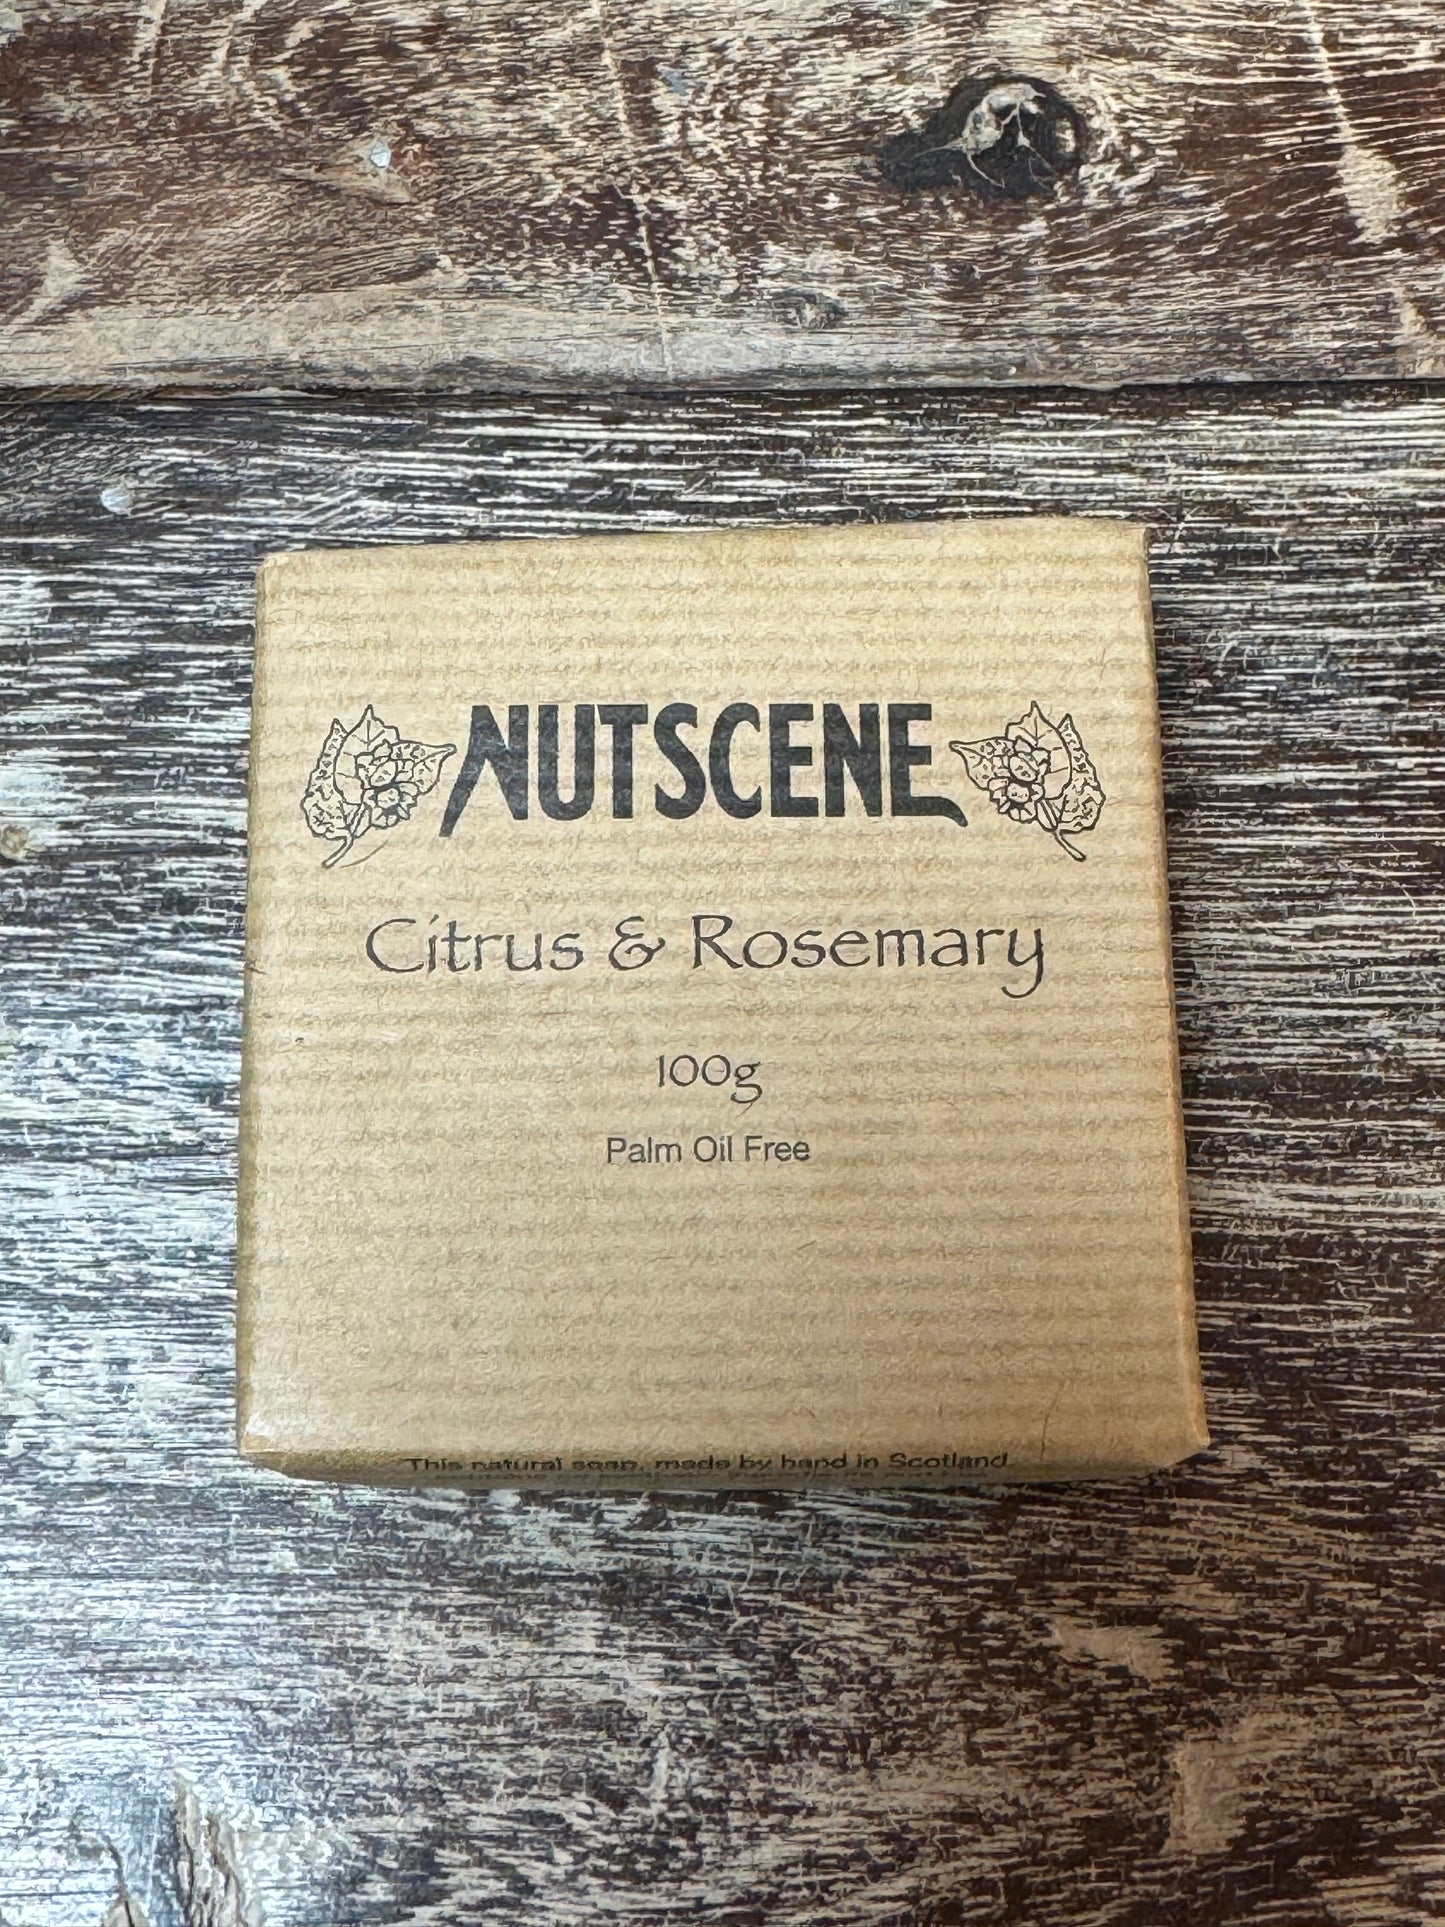 NUTSCENE
Citrus & Rosemary
100g
Palm Oil Free
This natural soap, made by hand in Scotland